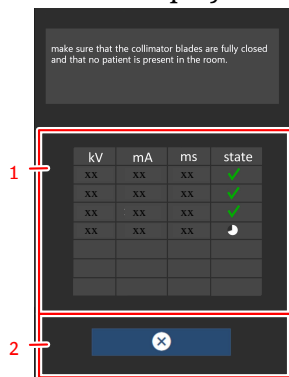 make sure that the collimator blades are fully closed
and that no patient is present in the room.
1
kV mA ms state
xx xx xx
xx xx xx
xx xx xx
xx xx xx
2